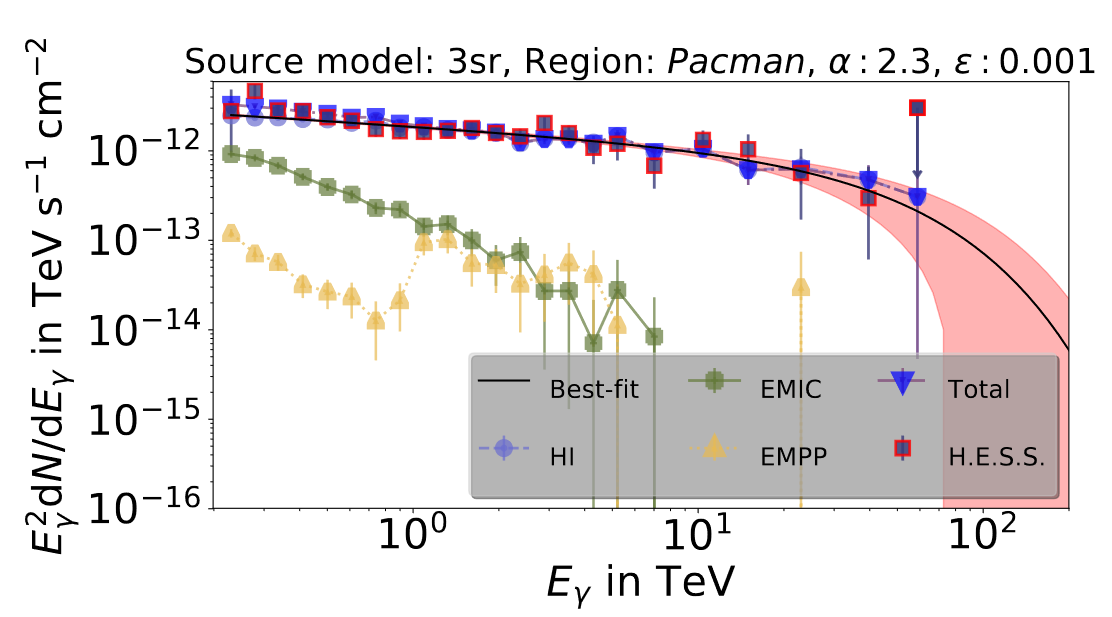 Source model: 3sr, Region: Pacman, α : 2.3, ε : 0.001
E_γ^2 dN/dE_γ in TeV s^−1 cm^−2
10^−12
10^−13
10^−14
10^−15
10^−16
10^0 10^1 10^2
E_γ in TeV
Best-fit EMIC Total
HI EMPP H.E.S.S.